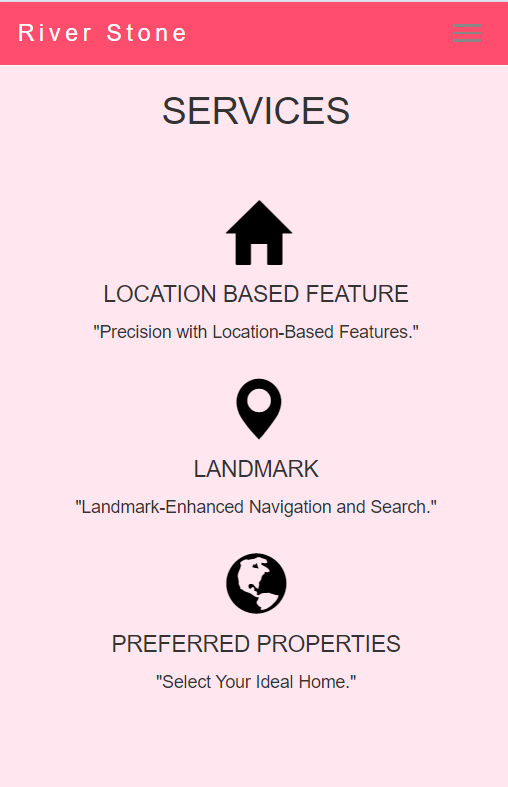 River Stone
SERVICES
LOCATION BASED FEATURE
"Precision with Location-Based Features."
LANDMARK
"Landmark-Enhanced Navigation and Search."
PREFERRED PROPERTIES
"Select Your Ideal Home."